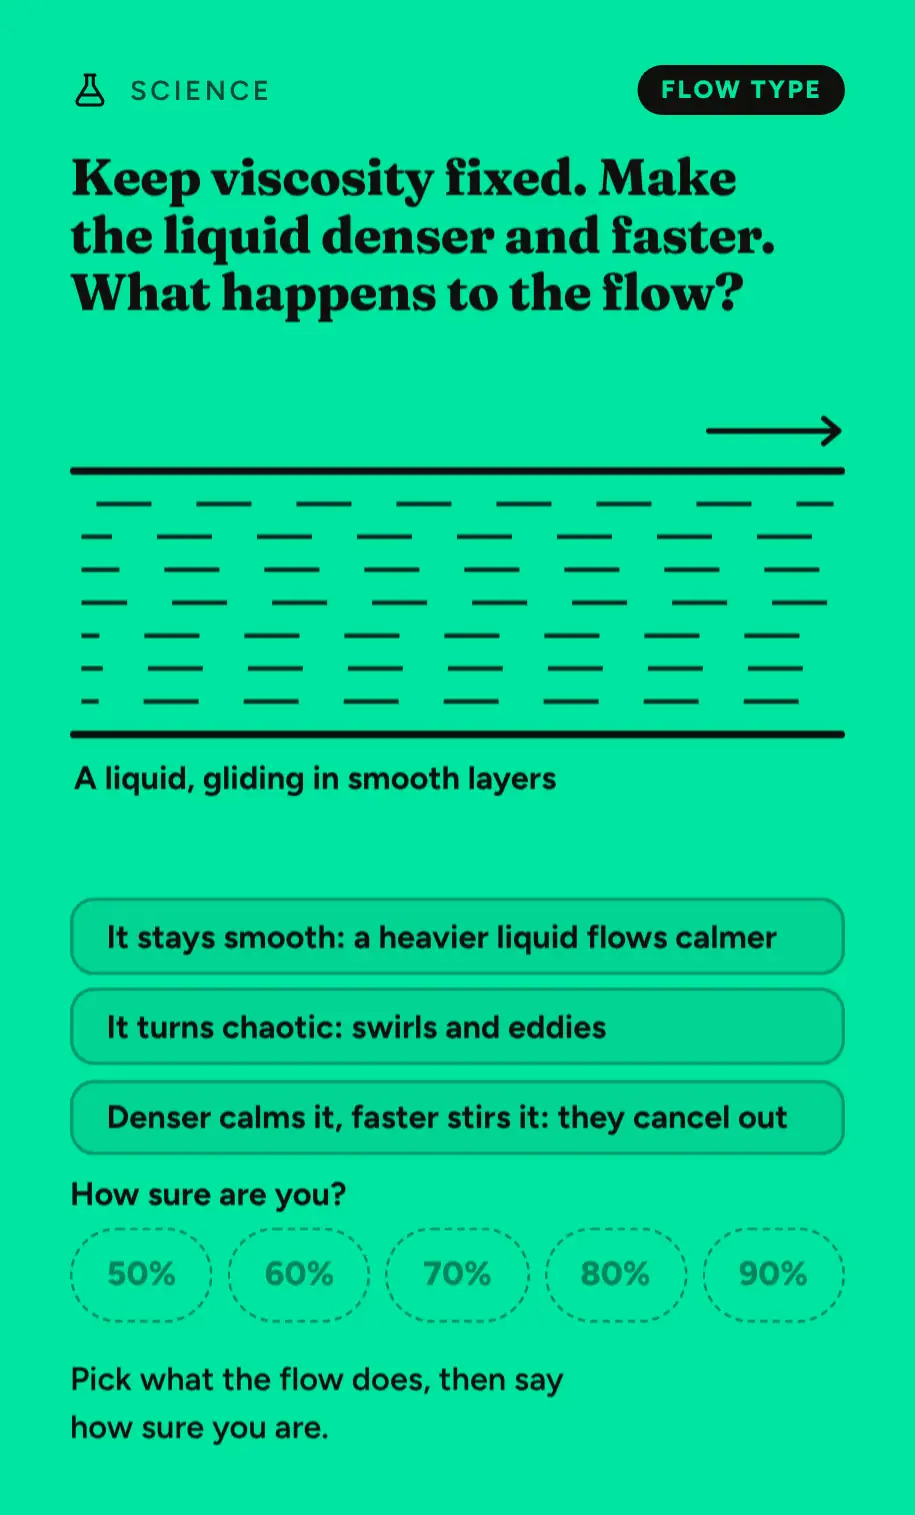 SCIENCE
FLOW TYPE
Keep viscosity fixed. Make
the liquid denser and faster.
What happens to the flow?
A liquid, gliding in smooth layers
It stays smooth: a heavier liquid flows calmer
It turns chaotic: swirls and eddies
Denser calms it, faster stirs it: they cancel out
How sure are you?
50% 60% 70% 80% 90%
Pick what the flow does, then say
how sure you are.